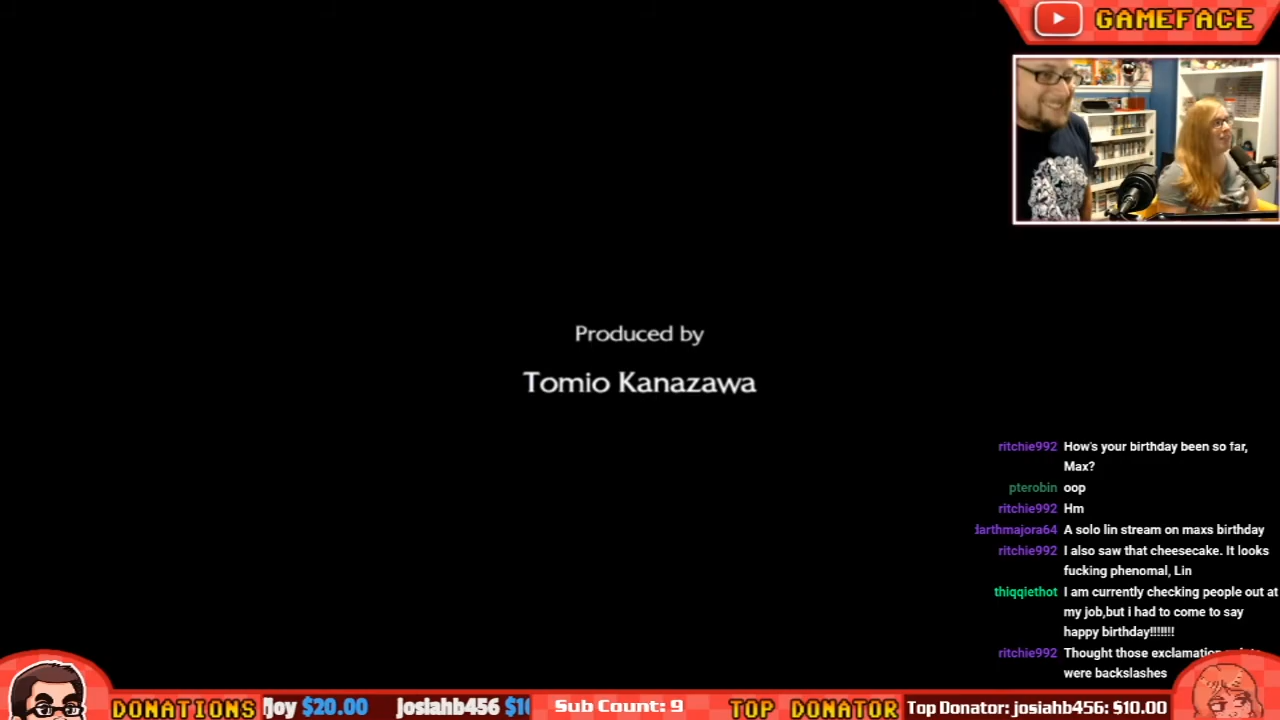 GAMEFACE
Produced by
Tomio Kanazawa
ritchie992 How's your birthday been so far,
Max?
pterobin oop
ritchie992 Hm
darthmajora64 A solo lin stream on maxs birthday
ritchie992 I also saw that cheesecake. It looks
fucking phenomal, Lin
thiqqiethot I am currently checking people out at
my job,but i had to come to say
happy birthday!!!!!!!
ritchie992 Thought those exclamation
were backslashes
DONATIONS joy $20.00 josiahb456 Sub Count: 9 TOP DONATOR Top Donator: josiahb456: $10.00